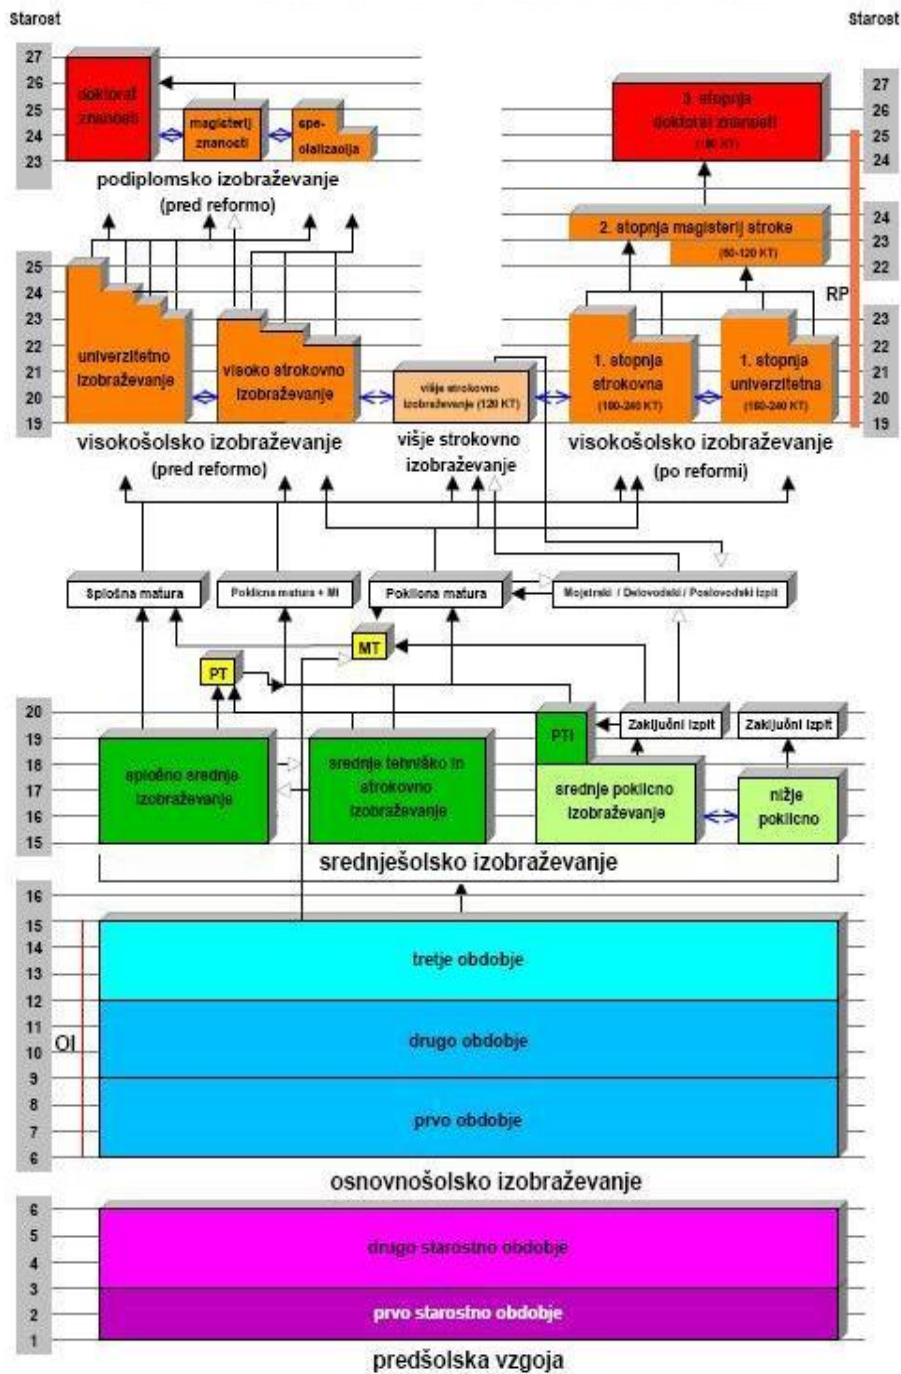 Starost
Starost
27
26
25
24
23
doktorat
znanosti
magisterij
znanosti
spe-
cializacija
podiplomsko izobraževanje
(pred reformo)
3. stopnja
doktorat znanosti
(180 KT)
27
26
25
24
2. stopnja magisterij stroke
(60-120 KT)
24
23
22
RP
25
24
23
22
21
20
19
univerzitetno
izobraževanje
visoko strokovno
izobraževanje
višje strokovno
izobraževanje (120 KT)
1. stopnja
strokovna
(180-240 KT)
1. stopnja
univerzitetna
(180-240 KT)
23
22
21
20
19
visokošolsko izobraževanje
(pred reformo)
višje strokovno
izobraževanje
visokošolsko izobraževanje
(po reformi)
Splošna matura
Poklicna matura + MI
Poklicna matura
Mojstrski / Delovodski / Poslovodski izpit
MT
PT
20
19
18
17
16
15
splošno srednje
izobraževanje
srednje tehniško in
strokovno
izobraževanje
PTI
Zaključni izpit
Zaključni izpit
srednje poklicno
izobraževanje
nižje
poklicno
srednješolsko izobraževanje
16
15
14
13
12
11
10
9
8
7
6
OI
tretje obdobje
drugo obdobje
prvo obdobje
osnovnošolsko izobraževanje
6
5
4
3
2
1
drugo starostno obdobje
prvo starostno obdobje
predšolska vzgoja